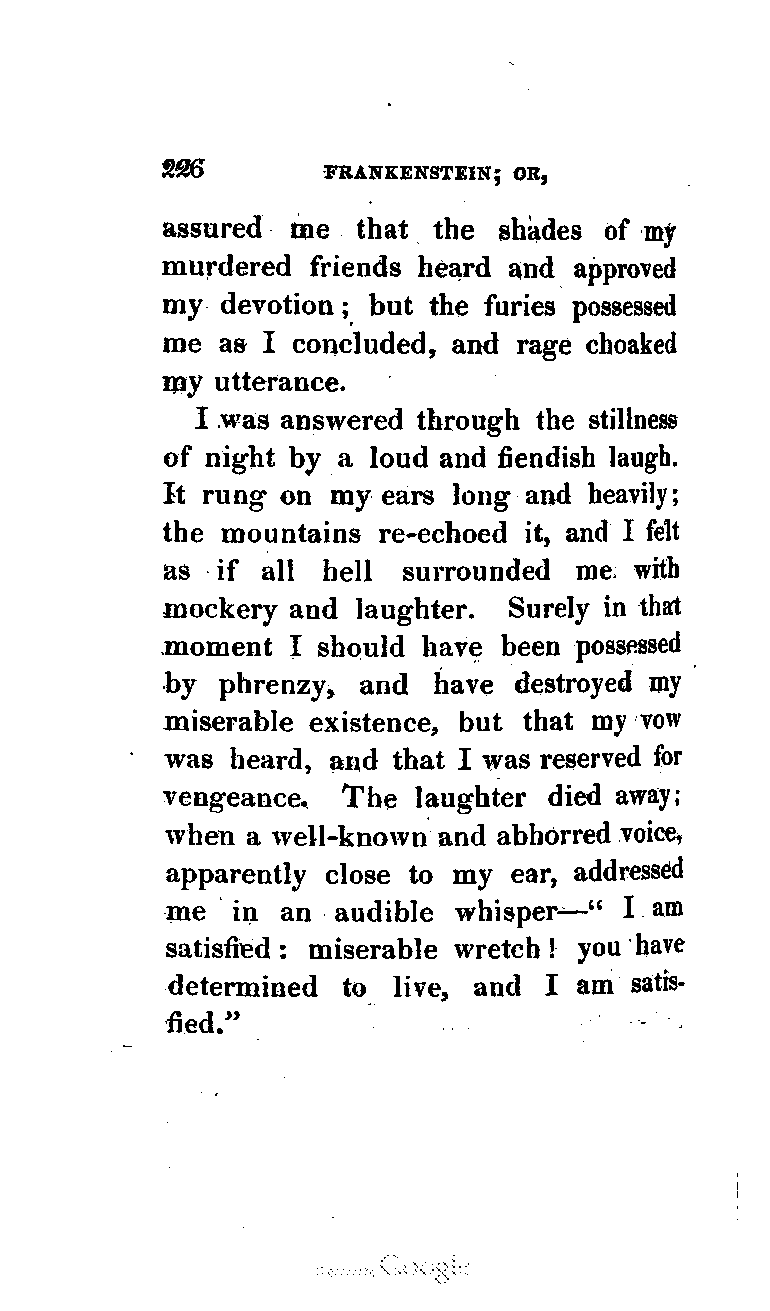 226 FRANKENSTEIN; OR,
assured me that the shades of my
murdered friends heard and approved
my devotion; but the furies possessed
me as I concluded, and rage choaked
my utterance.
I was answered through the stillness
of night by a loud and fiendish laugh.
It rung on my ears long and heavily;
the mountains re-echoed it, and I felt
as if all hell surrounded me with
mockery and laughter. Surely in that
moment I should have been possessed
by phrenzy, and have destroyed my
miserable existence, but that my vow
was heard, and that I was reserved for
vengeance. The laughter died away;
when a well-known and abhorred voice,
apparently close to my ear, addressed
me in an audible whisper—“ I am
satisfied: miserable wretch! you have
determined to live, and I am satis-
fied.”
Google